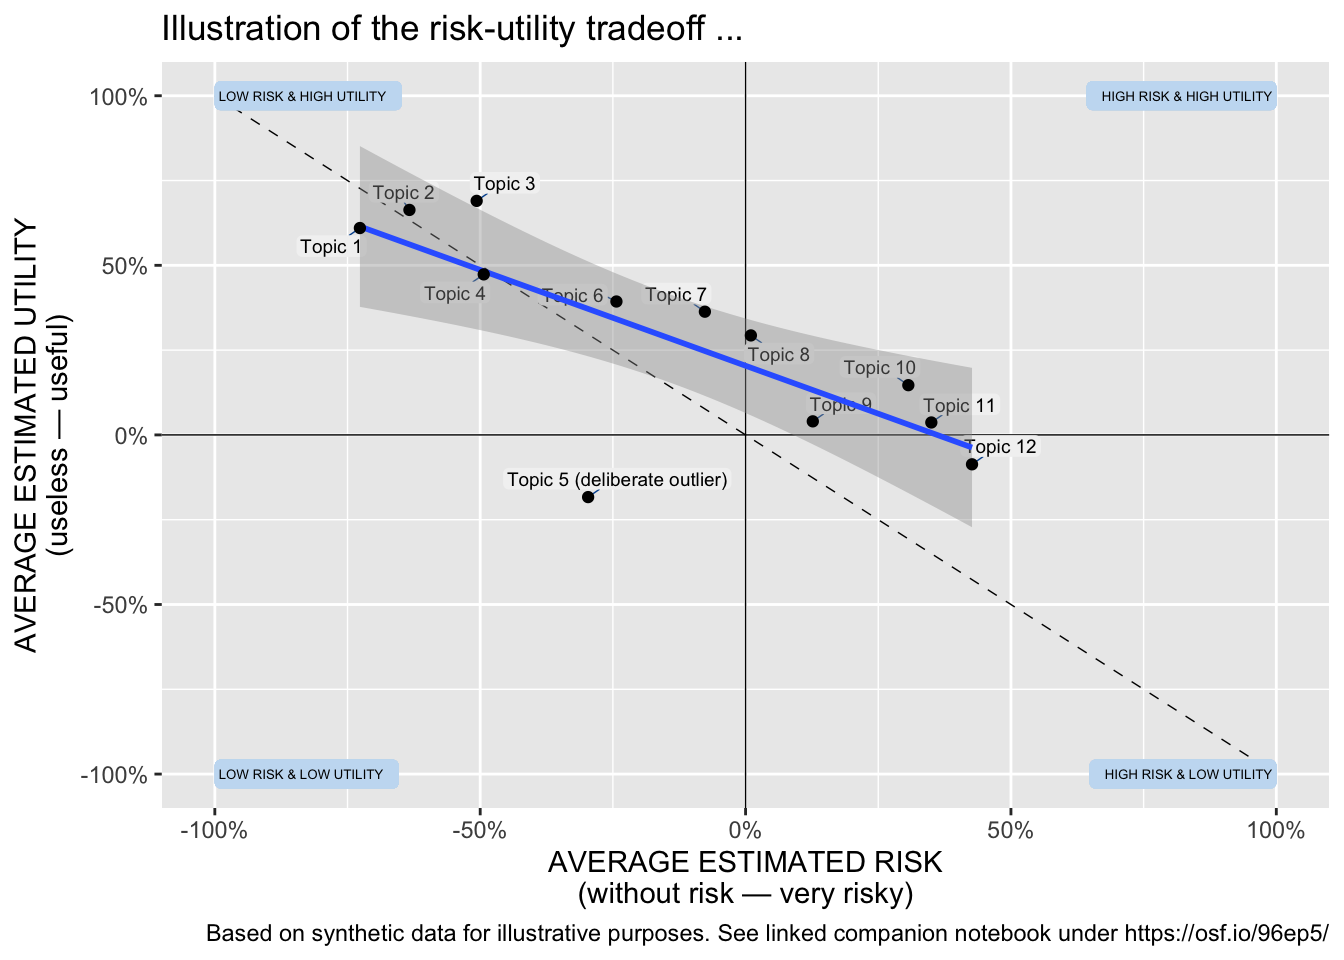 Illustration of the risk-utility tradeoff ...
AVERAGE ESTIMATED UTILITY
(useless — useful)
100%
50%
0%
-50%
-100%
LOW RISK & HIGH UTILITY
HIGH RISK & HIGH UTILITY
Topic 3
Topic 2
Topic 1
Topic 4
Topic 6
Topic 7
Topic 8
Topic 10
Topic 9
Topic 11
Topic 12
Topic 5 (deliberate outlier)
LOW RISK & LOW UTILITY
HIGH RISK & LOW UTILITY
-100%
-50%
0%
50%
100%
AVERAGE ESTIMATED RISK
(without risk — very risky)
Based on synthetic data for illustrative purposes. See linked companion notebook under https://osf.io/96ep5/